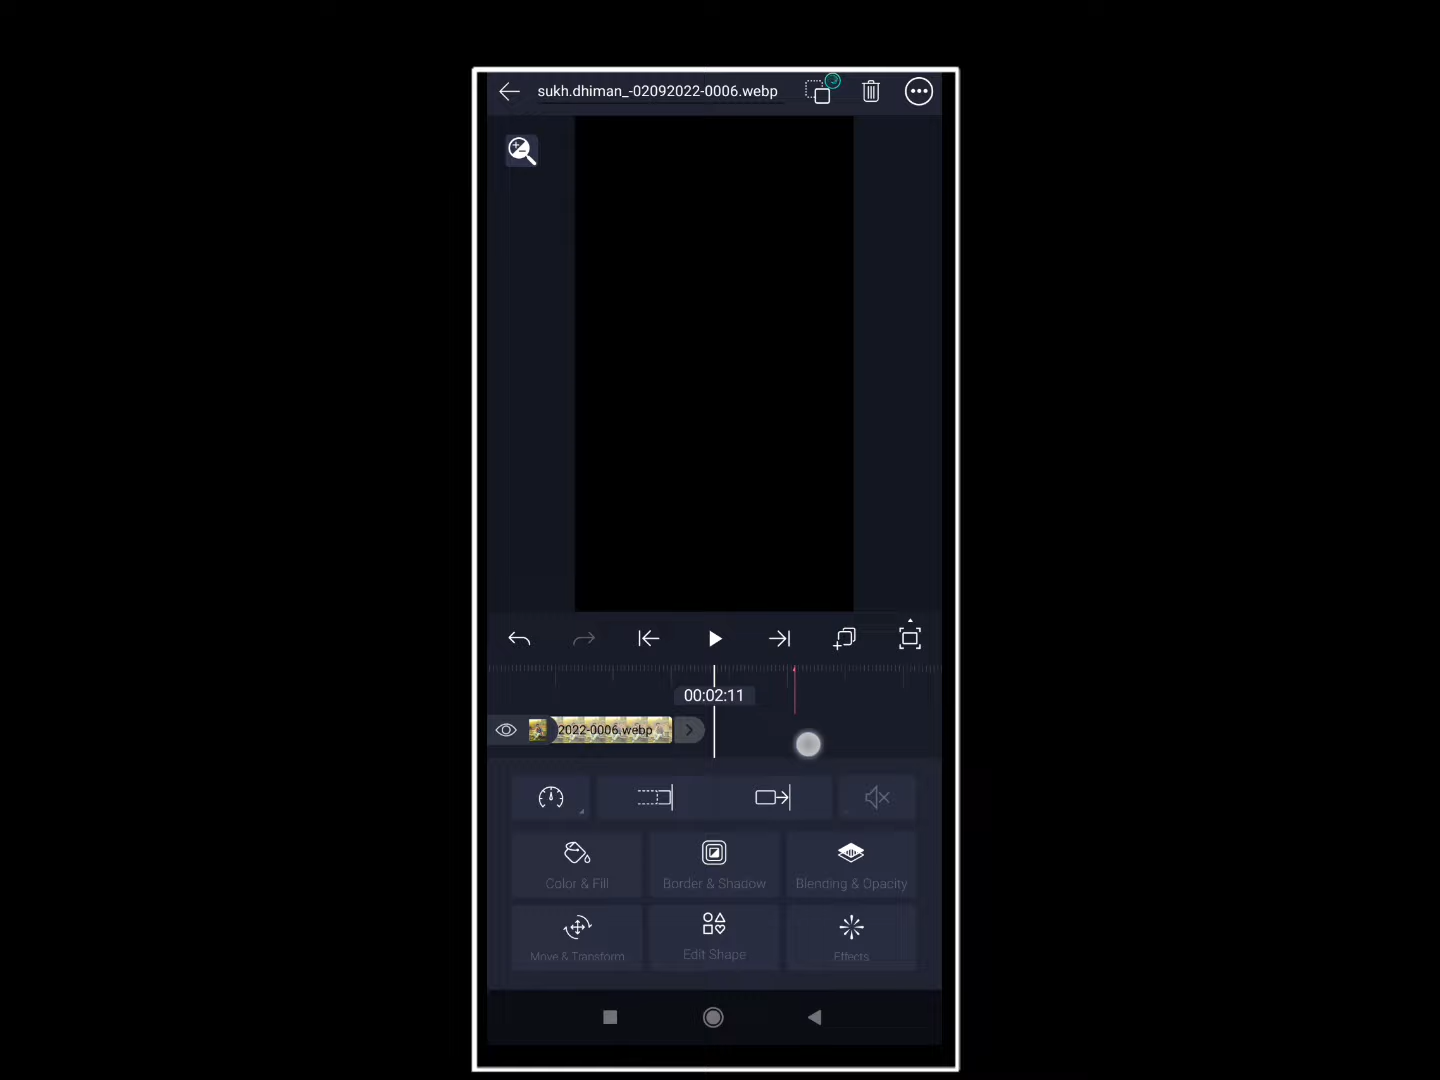 sukh.dhiman_-02092022-0006.webp
00:02:11
2022-0006.webp
Color & Fill
Border & Shadow
Blending & Opacity
Move & Transform
Edit Shape
Effects